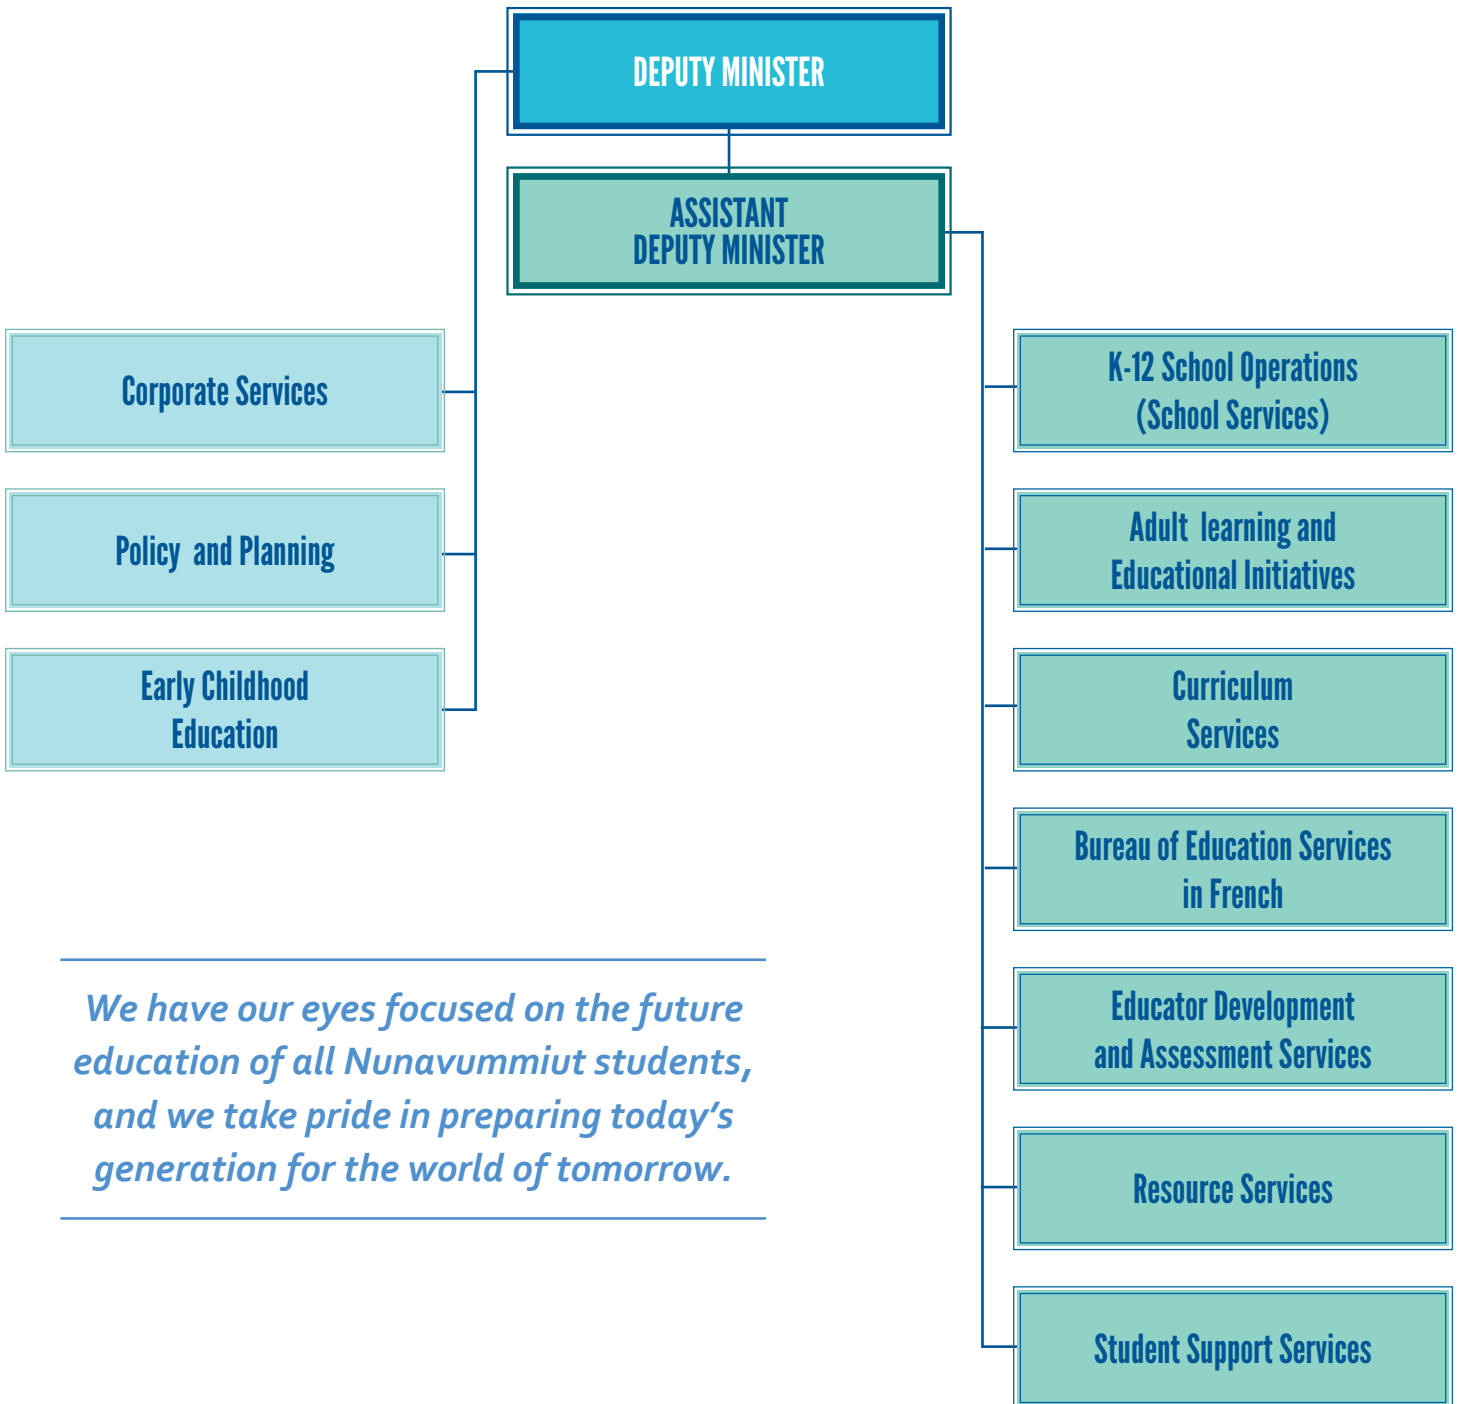 DEPUTY MINISTER
ASSISTANT
DEPUTY MINISTER
Corporate Services
Policy and Planning
Early Childhood
Education
K-12 School Operations
(School Services)
Adult learning and
Educational Initiatives
Curriculum
Services
Bureau of Education Services
in French
Educator Development
and Assessment Services
Resource Services
Student Support Services
We have our eyes focused on the future
education of all Nunavummiut students,
and we take pride in preparing today’s
generation for the world of tomorrow.